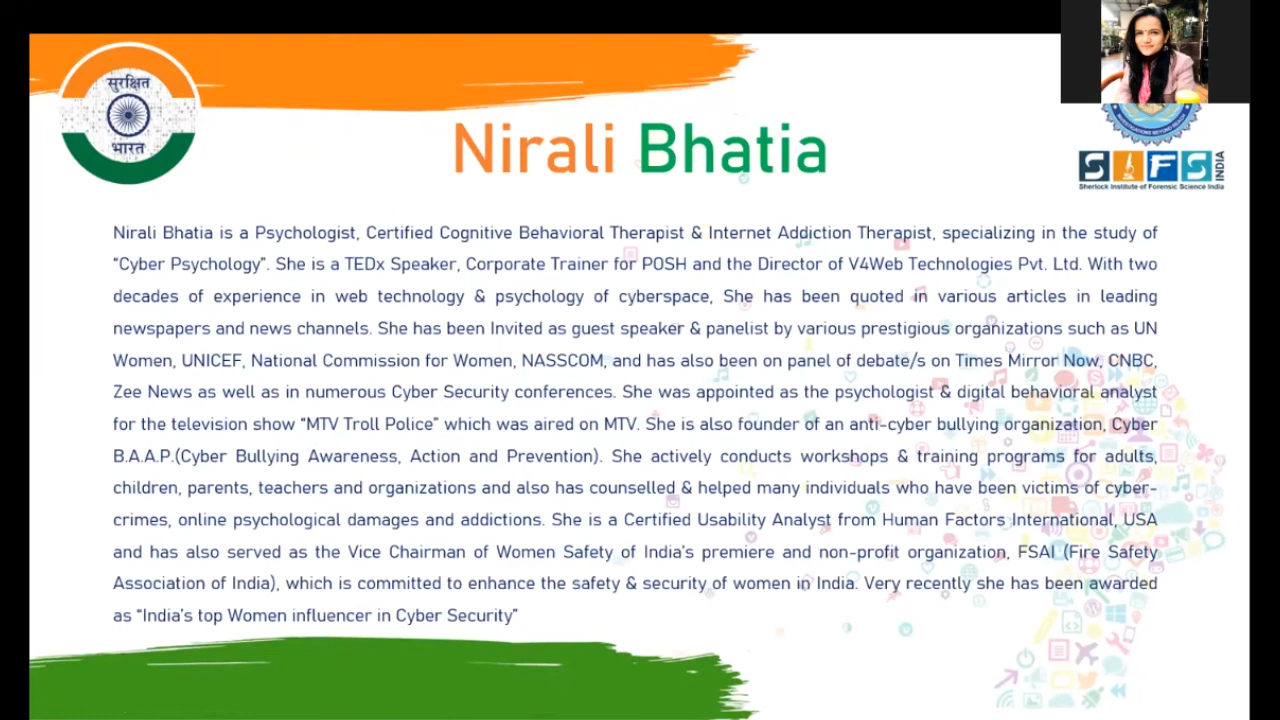 सुरक्षित
भारत
Nirali Bhatia
SIFS
INDIA
Sherlock Institute of Forensic Science India
Nirali Bhatia is a Psychologist, Certified Cognitive Behavioral Therapist & Internet Addiction Therapist, specializing in the study of
“Cyber Psychology”. She is a TEDx Speaker, Corporate Trainer for POSH and the Director of V4Web Technologies Pvt. Ltd. With two
decades of experience in web technology & psychology of cyberspace, She has been quoted in various articles in leading
newspapers and news channels. She has been Invited as guest speaker & panelist by various prestigious organizations such as UN
Women, UNICEF, National Commission for Women, NASSCOM, and has also been on panel of debate/s on Times Mirror Now, CNBC,
Zee News as well as in numerous Cyber Security conferences. She was appointed as the psychologist & digital behavioral analyst
for the television show “MTV Troll Police” which was aired on MTV. She is also founder of an anti-cyber bullying organization, Cyber
B.A.A.P.(Cyber Bullying Awareness, Action and Prevention). She actively conducts workshops & training programs for adults,
children, parents, teachers and organizations and also has counselled & helped many individuals who have been victims of cyber-
crimes, online psychological damages and addictions. She is a Certified Usability Analyst from Human Factors International, USA
and has also served as the Vice Chairman of Women Safety of India’s premiere and non-profit organization, FSAI (Fire Safety
Association of India), which is committed to enhance the safety & security of women in India. Very recently she has been awarded
as “India’s top Women influencer in Cyber Security”